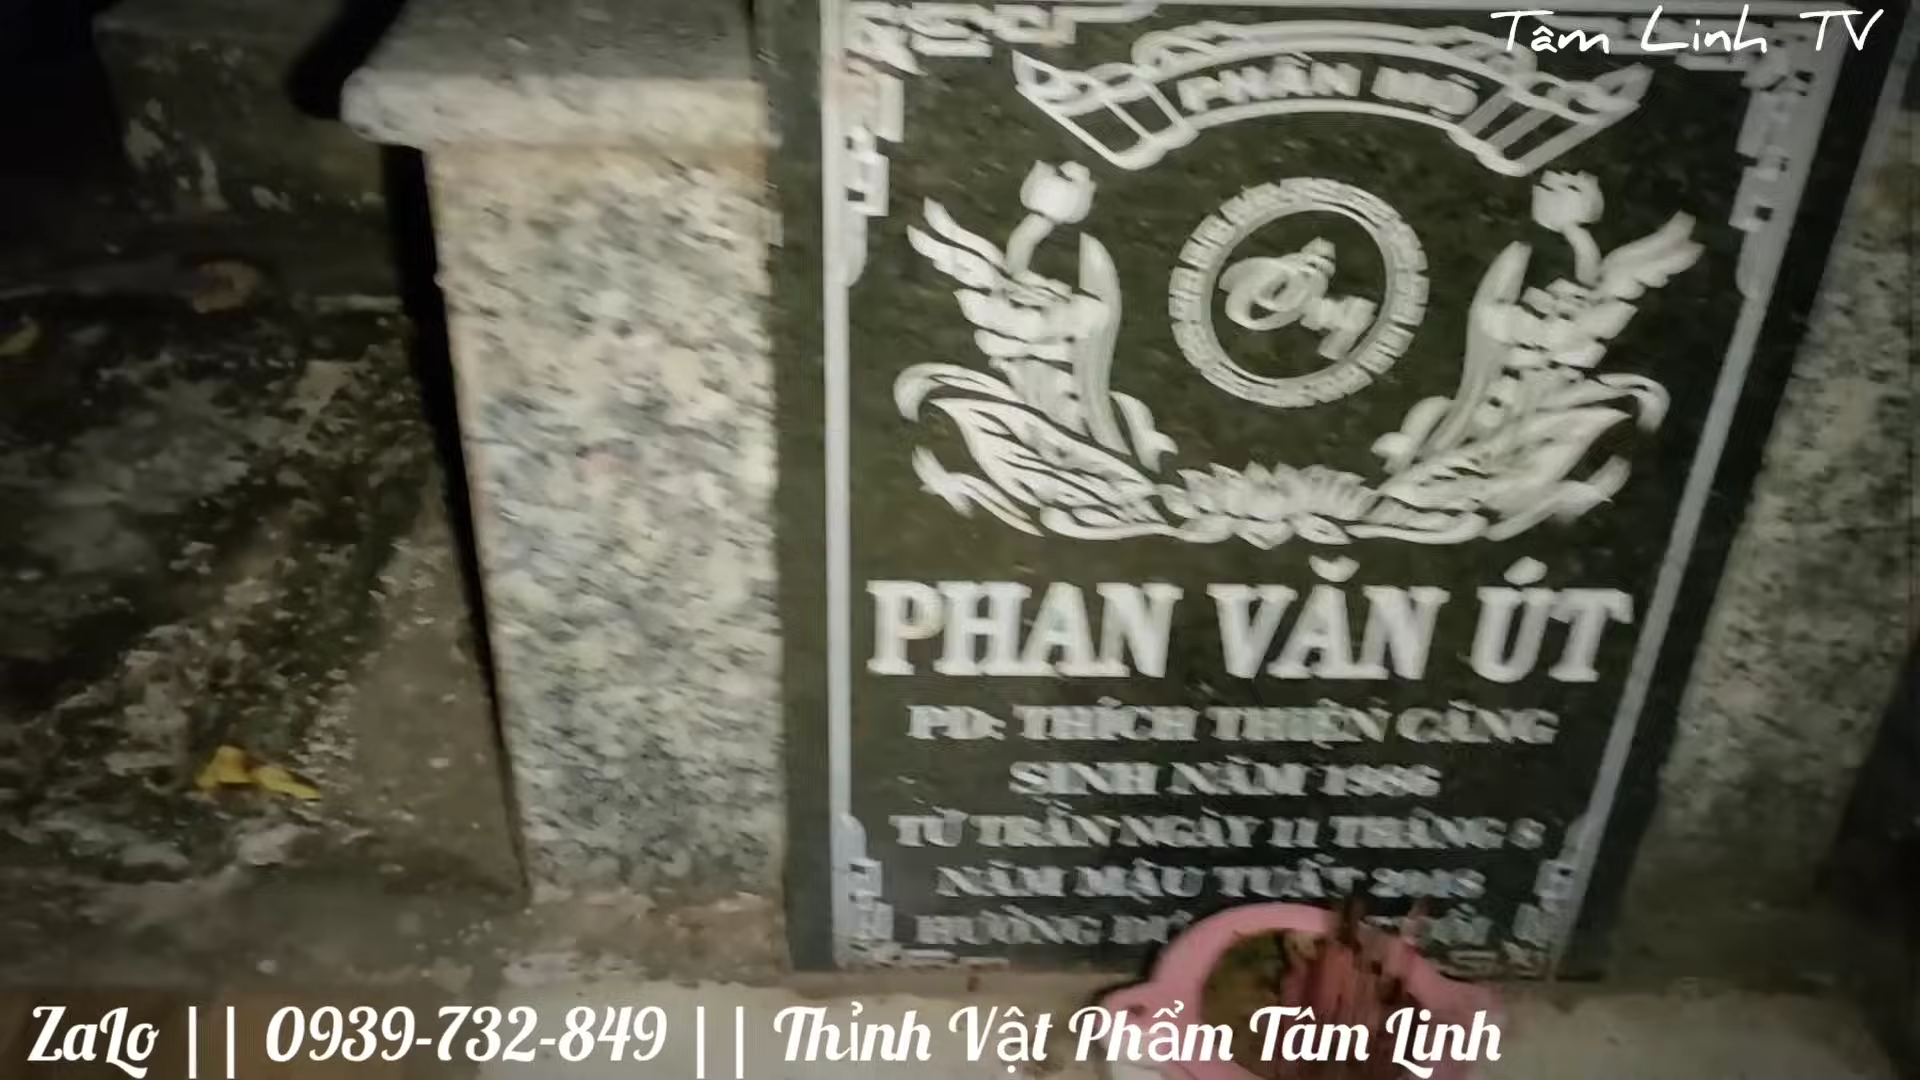 Tâm Linh TV
PHẦN MỘ
PHAN VĂN ÚT
PD: THÍCH THIỆN CĂNG
SINH NĂM 1986
TỪ TRẦN NGÀY 11 THÁNG 8
NĂM MẬU TUẤT 2018
HƯỞNG
ZaLo || 0939-732-849 || Thỉnh Vật Phẩm Tâm Linh